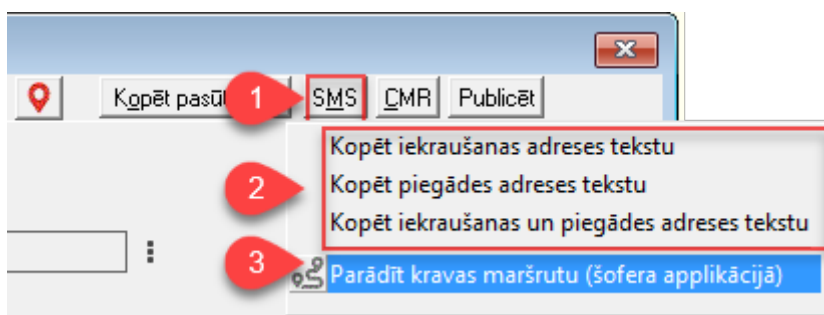 Kopēt pasūt
1
SMS
CMR
Publicēt
Kopēt iekraušanas adreses tekstu
2
Kopēt piegādes adreses tekstu
Kopēt iekraušanas un piegādes adreses tekstu
3
Parādīt kravas maršrutu (šofera applikācijā)